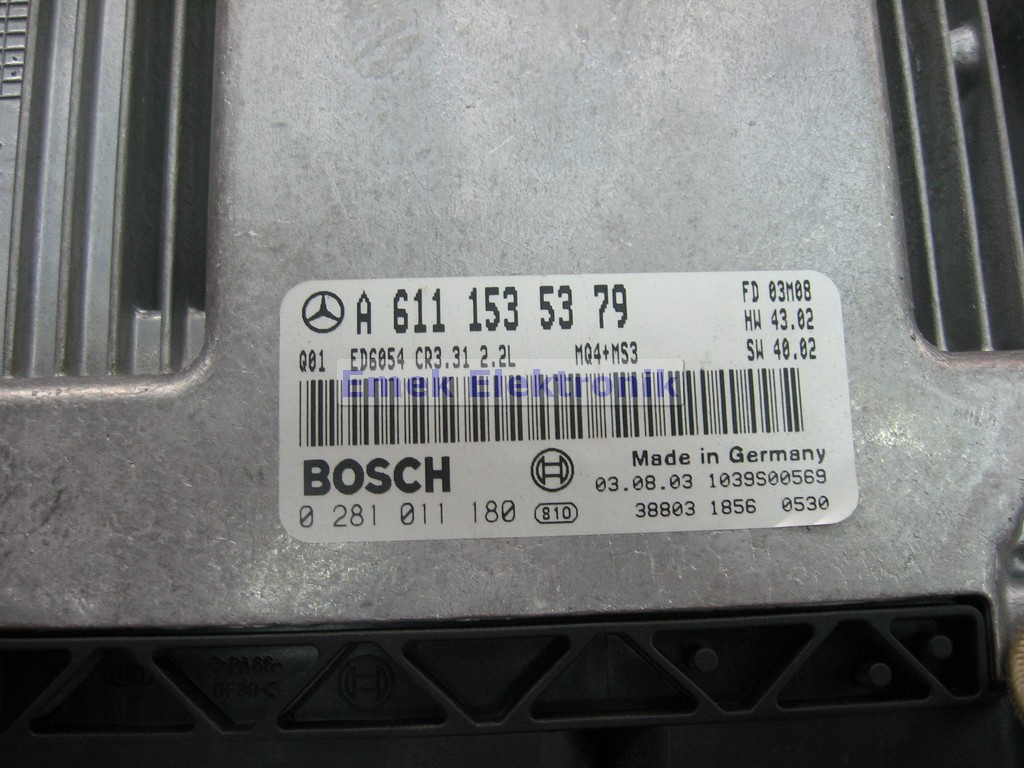 A 611 153 53 79
FD 03M08
HW 43.02
SW 40.02
Q01 ED6054 CR3.31 2.2L MQ4+MS3
Emek Elektronik
BOSCH
Made in Germany
03.08.03 1039S00569
0 281 011 180 810
38803 1856 0530
>PA66-
GF30<